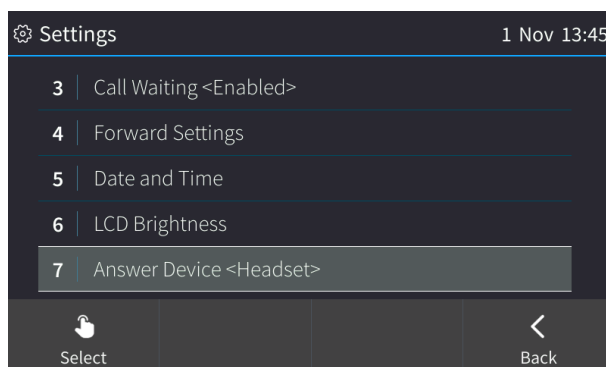 Settings
1 Nov 13:45
3 Call Waiting <Enabled>
4 Forward Settings
5 Date and Time
6 LCD Brightness
7 Answer Device <Headset>
Select
Back